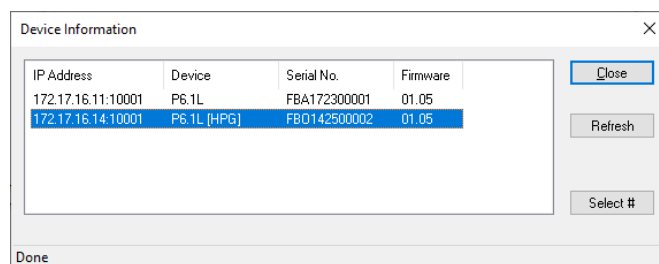 Device Information
IP Address Device Serial No. Firmware
172.17.16.11:10001 P6.1L FBA172300001 01.05
172.17.16.14:10001 P6.1L [HPG] FBO142500002 01.05
Close
Refresh
Select #
Done